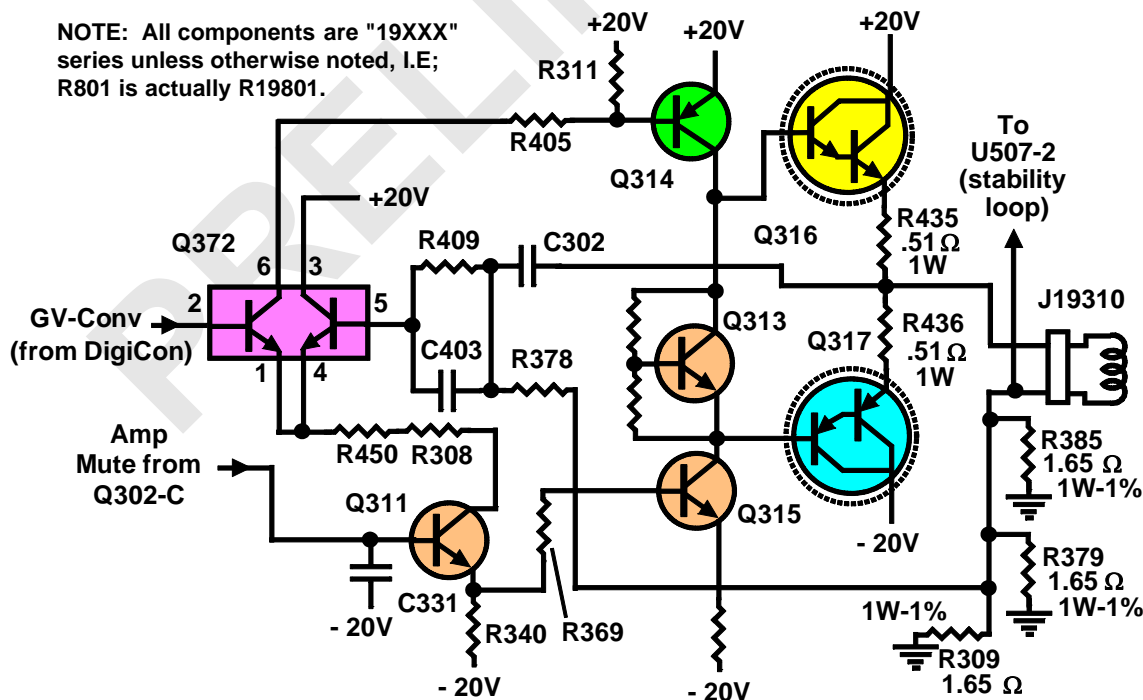 NOTE: All components are "19XXX"
series unless otherwise noted, I.E;
R801 is actually R19801.
PRELI
+20V
R311
+20V
+20V
R405
Q314
To
U507-2
(stability
loop)
+20V
Q372
6
3
R409
C302
Q316
R435
.51 Ω
1W
2
5
GV-Conv
(from DigiCon)
1
4
C403
R378
Q313
Q317
R436
.51 Ω
1W
J19310
Amp
Mute from
Q302-C
R450
R308
Q311
Q315
R385
1.65 Ω
1W-1%
- 20V
C331
- 20V
R340
R369
- 20V
- 20V
1W-1%
R309
1.65 Ω
R379
1.65 Ω
1W-1%